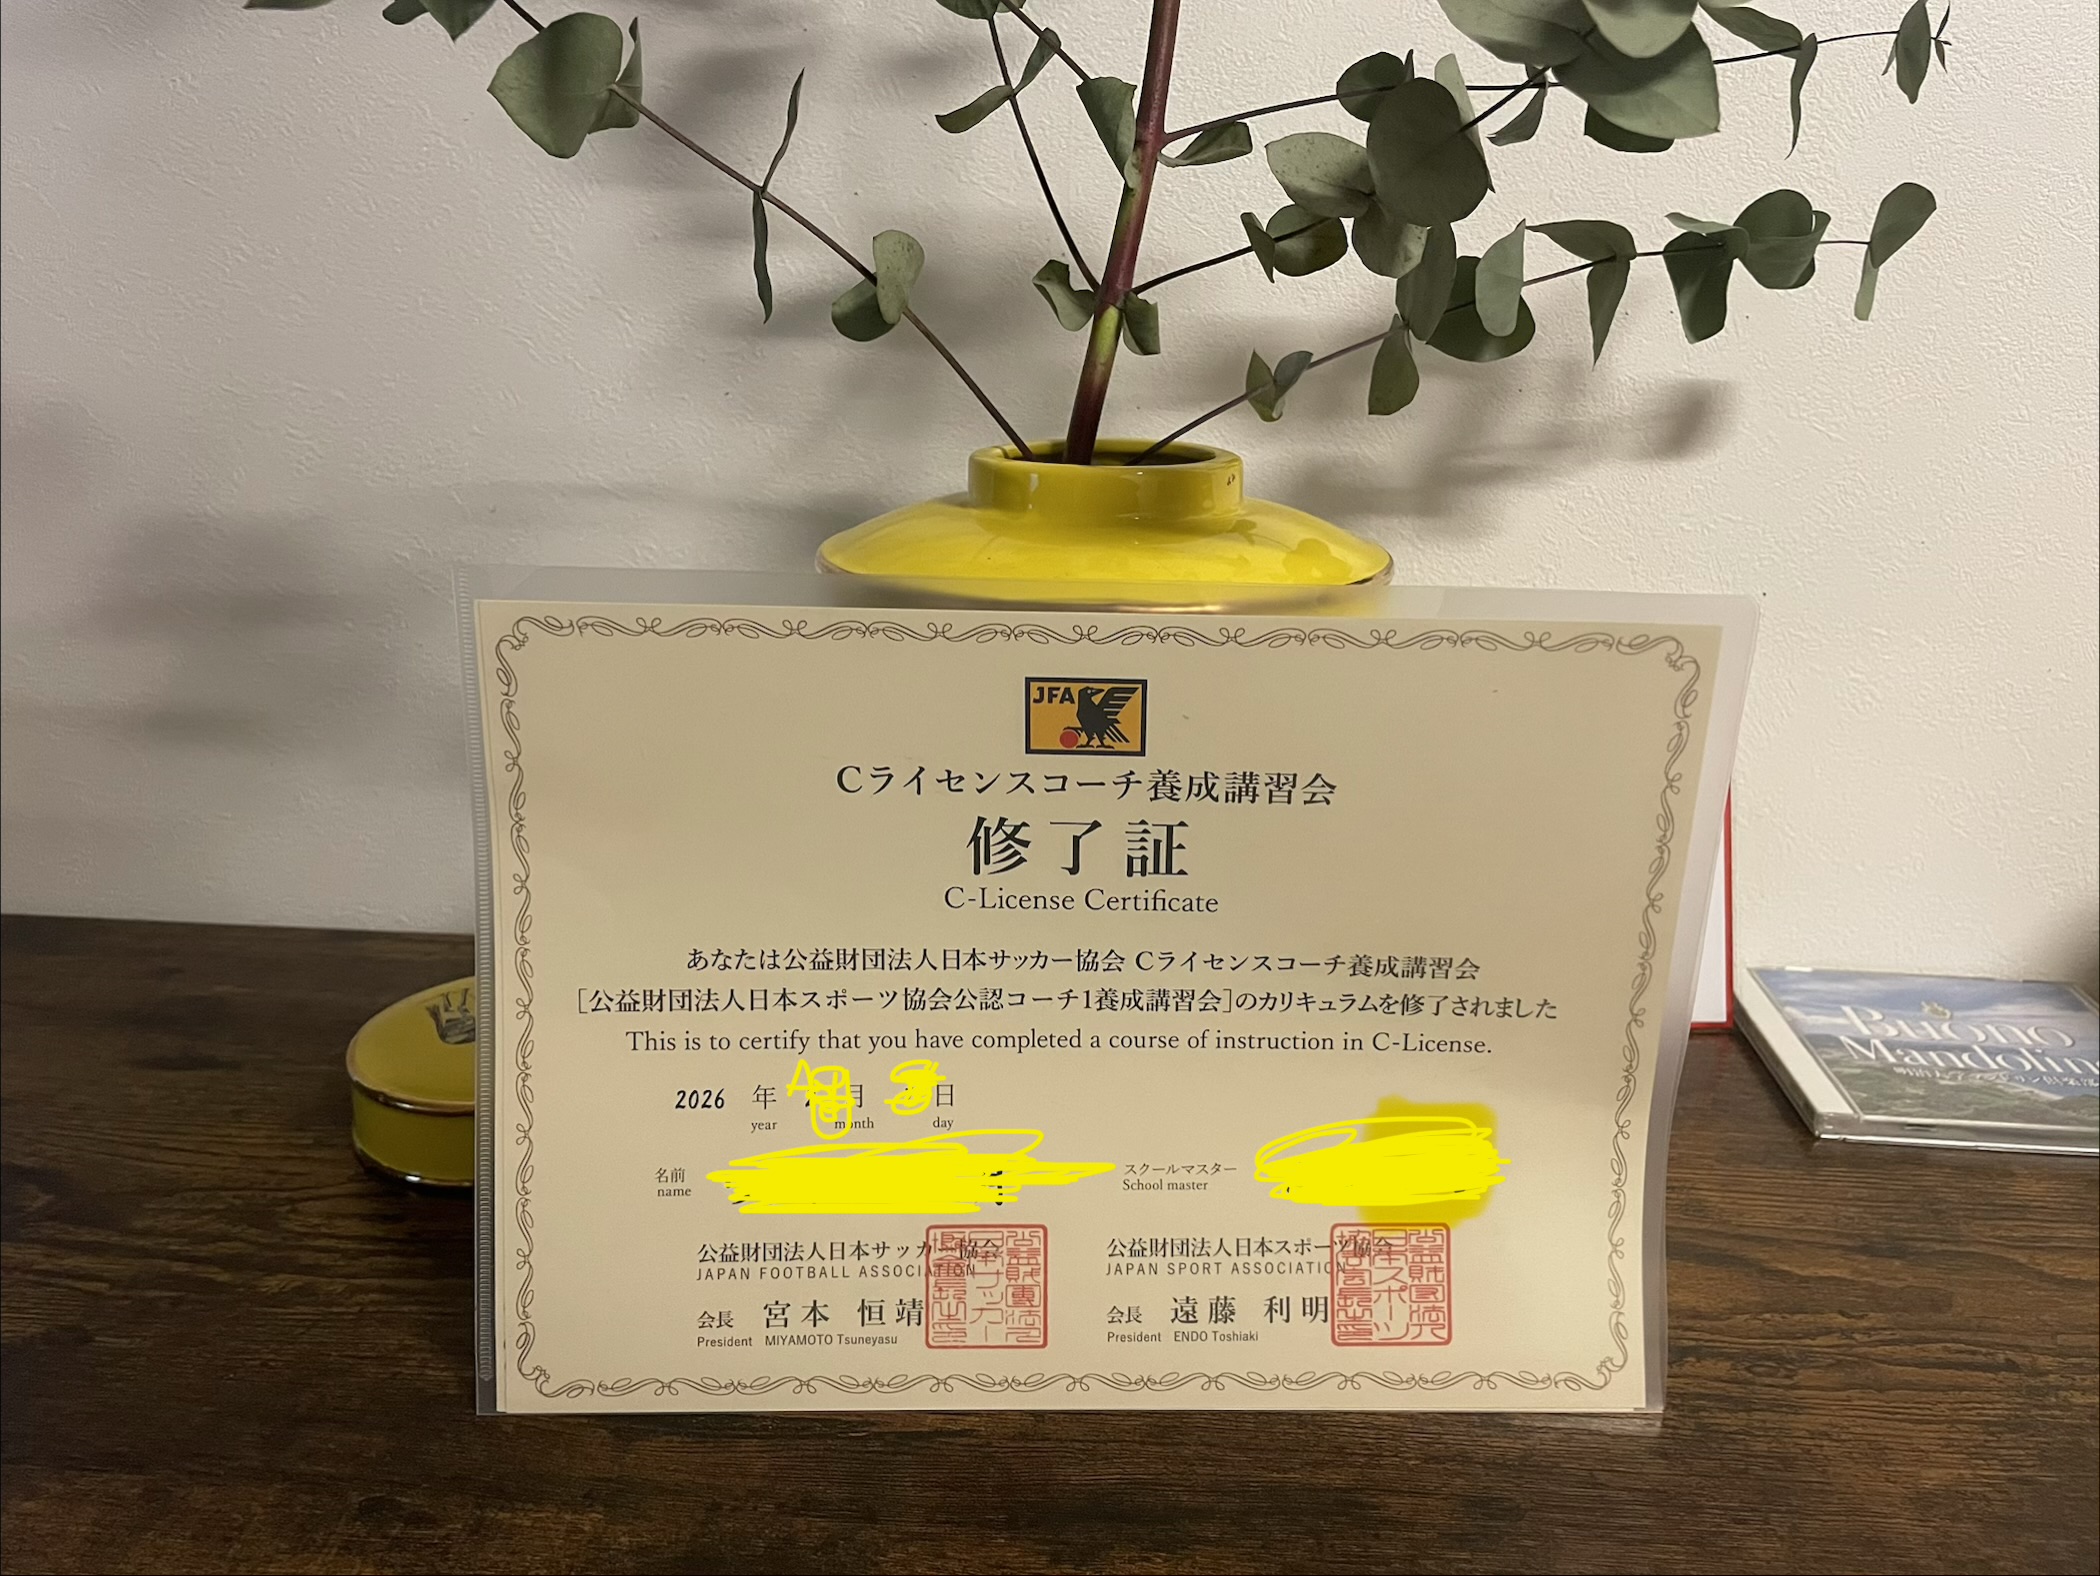 JFA
Cライセンスコーチ養成講習会
修了証
C-License Certificate
あなたは公益財団法人日本サッカー協会 Cライセンスコーチ養成講習会
[公益財団法人日本スポーツ協会公認コーチ1養成講習会]のカリキュラムを修了されました
This is to certify that you have completed a course of instruction in C-License.
2026 年 月 日
year month day
名前 スクールマスター
name School master
公益財団法人日本サッカー協会 公益財団法人日本スポーツ協会
JAPAN FOOTBALL ASSOCIATION JAPAN SPORT ASSOCIATION
会長 宮本 恒靖 会長 遠藤 利明
President MIYAMOTO Tsuneyasu President ENDO Toshiaki
Buono
Mandolin